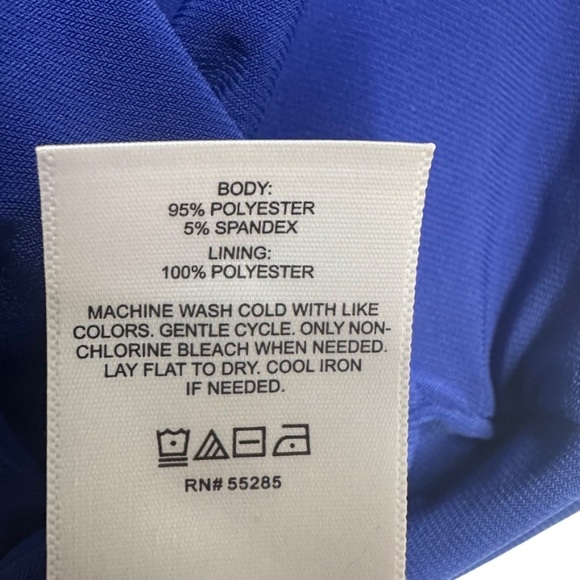 BODY:
95% POLYESTER
5% SPANDEX
LINING:
100% POLYESTER
MACHINE WASH COLD WITH LIKE
COLORS. GENTLE CYCLE. ONLY NON-
CHLORINE BLEACH WHEN NEEDED.
LAY FLAT TO DRY. COOL IRON
IF NEEDED.
RN# 55285